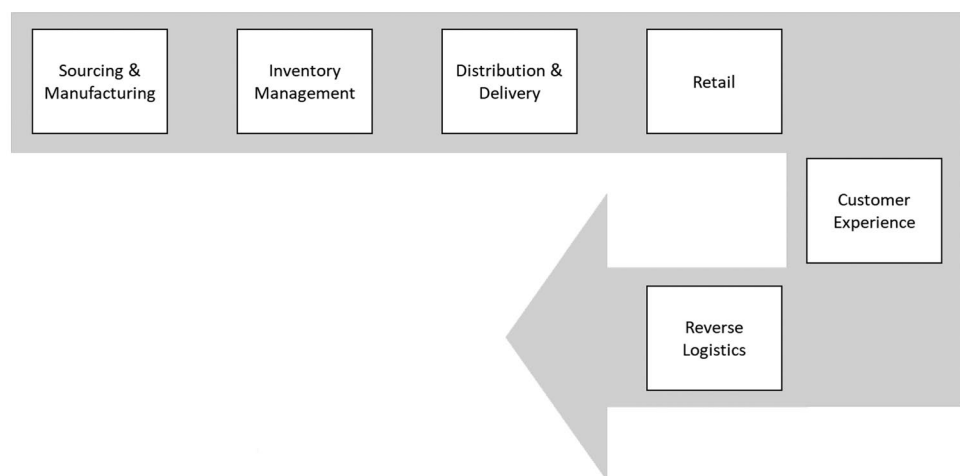 Sourcing &
Manufacturing
Inventory
Management
Distribution &
Delivery
Retail
Customer
Experience
Reverse
Logistics